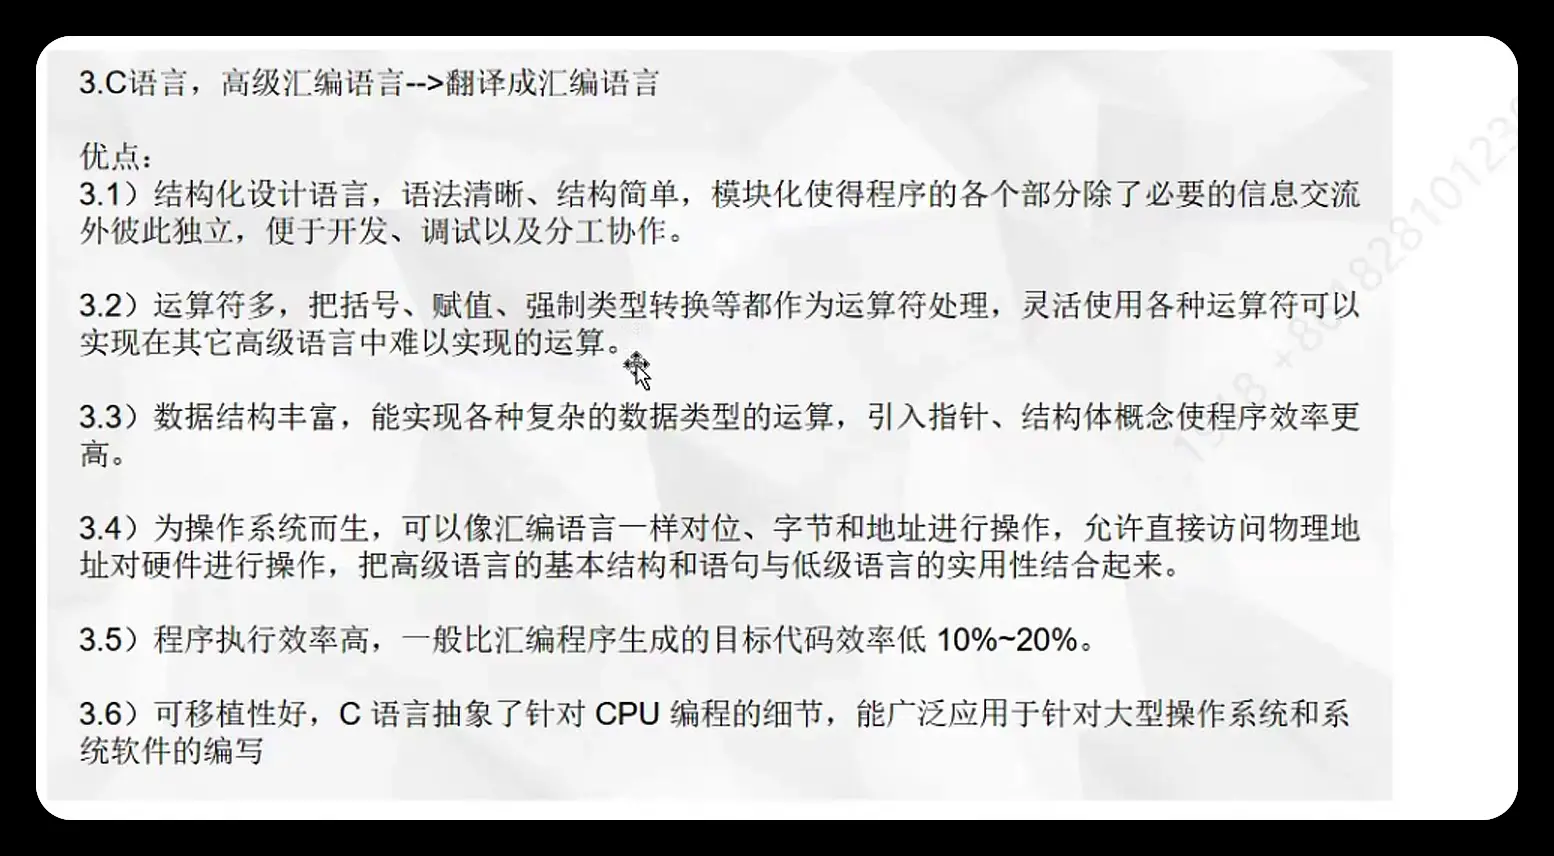 3.C语言，高级汇编语言-->翻译成汇编语言
优点：
3.1）结构化设计语言，语法清晰、结构简单，模块化使得程序的各个部分除了必要的信息交流
外彼此独立，便于开发、调试以及分工协作。
3.2）运算符多，把括号、赋值、强制类型转换等都作为运算符处理，灵活使用各种运算符可以
实现在其它高级语言中难以实现的运算。
3.3）数据结构丰富，能实现各种复杂的数据类型的运算，引入指针、结构体概念使程序效率更
高。
3.4）为操作系统而生，可以像汇编语言一样对位、字节和地址进行操作，允许直接访问物理地
址对硬件进行操作，把高级语言的基本结构和语句与低级语言的实用性结合起来。
3.5）程序执行效率高，一般比汇编程序生成的目标代码效率低 10%~20%。
3.6）可移植性好，C 语言抽象了针对 CPU 编程的细节，能广泛应用于针对大型操作系统和系
统软件的编写